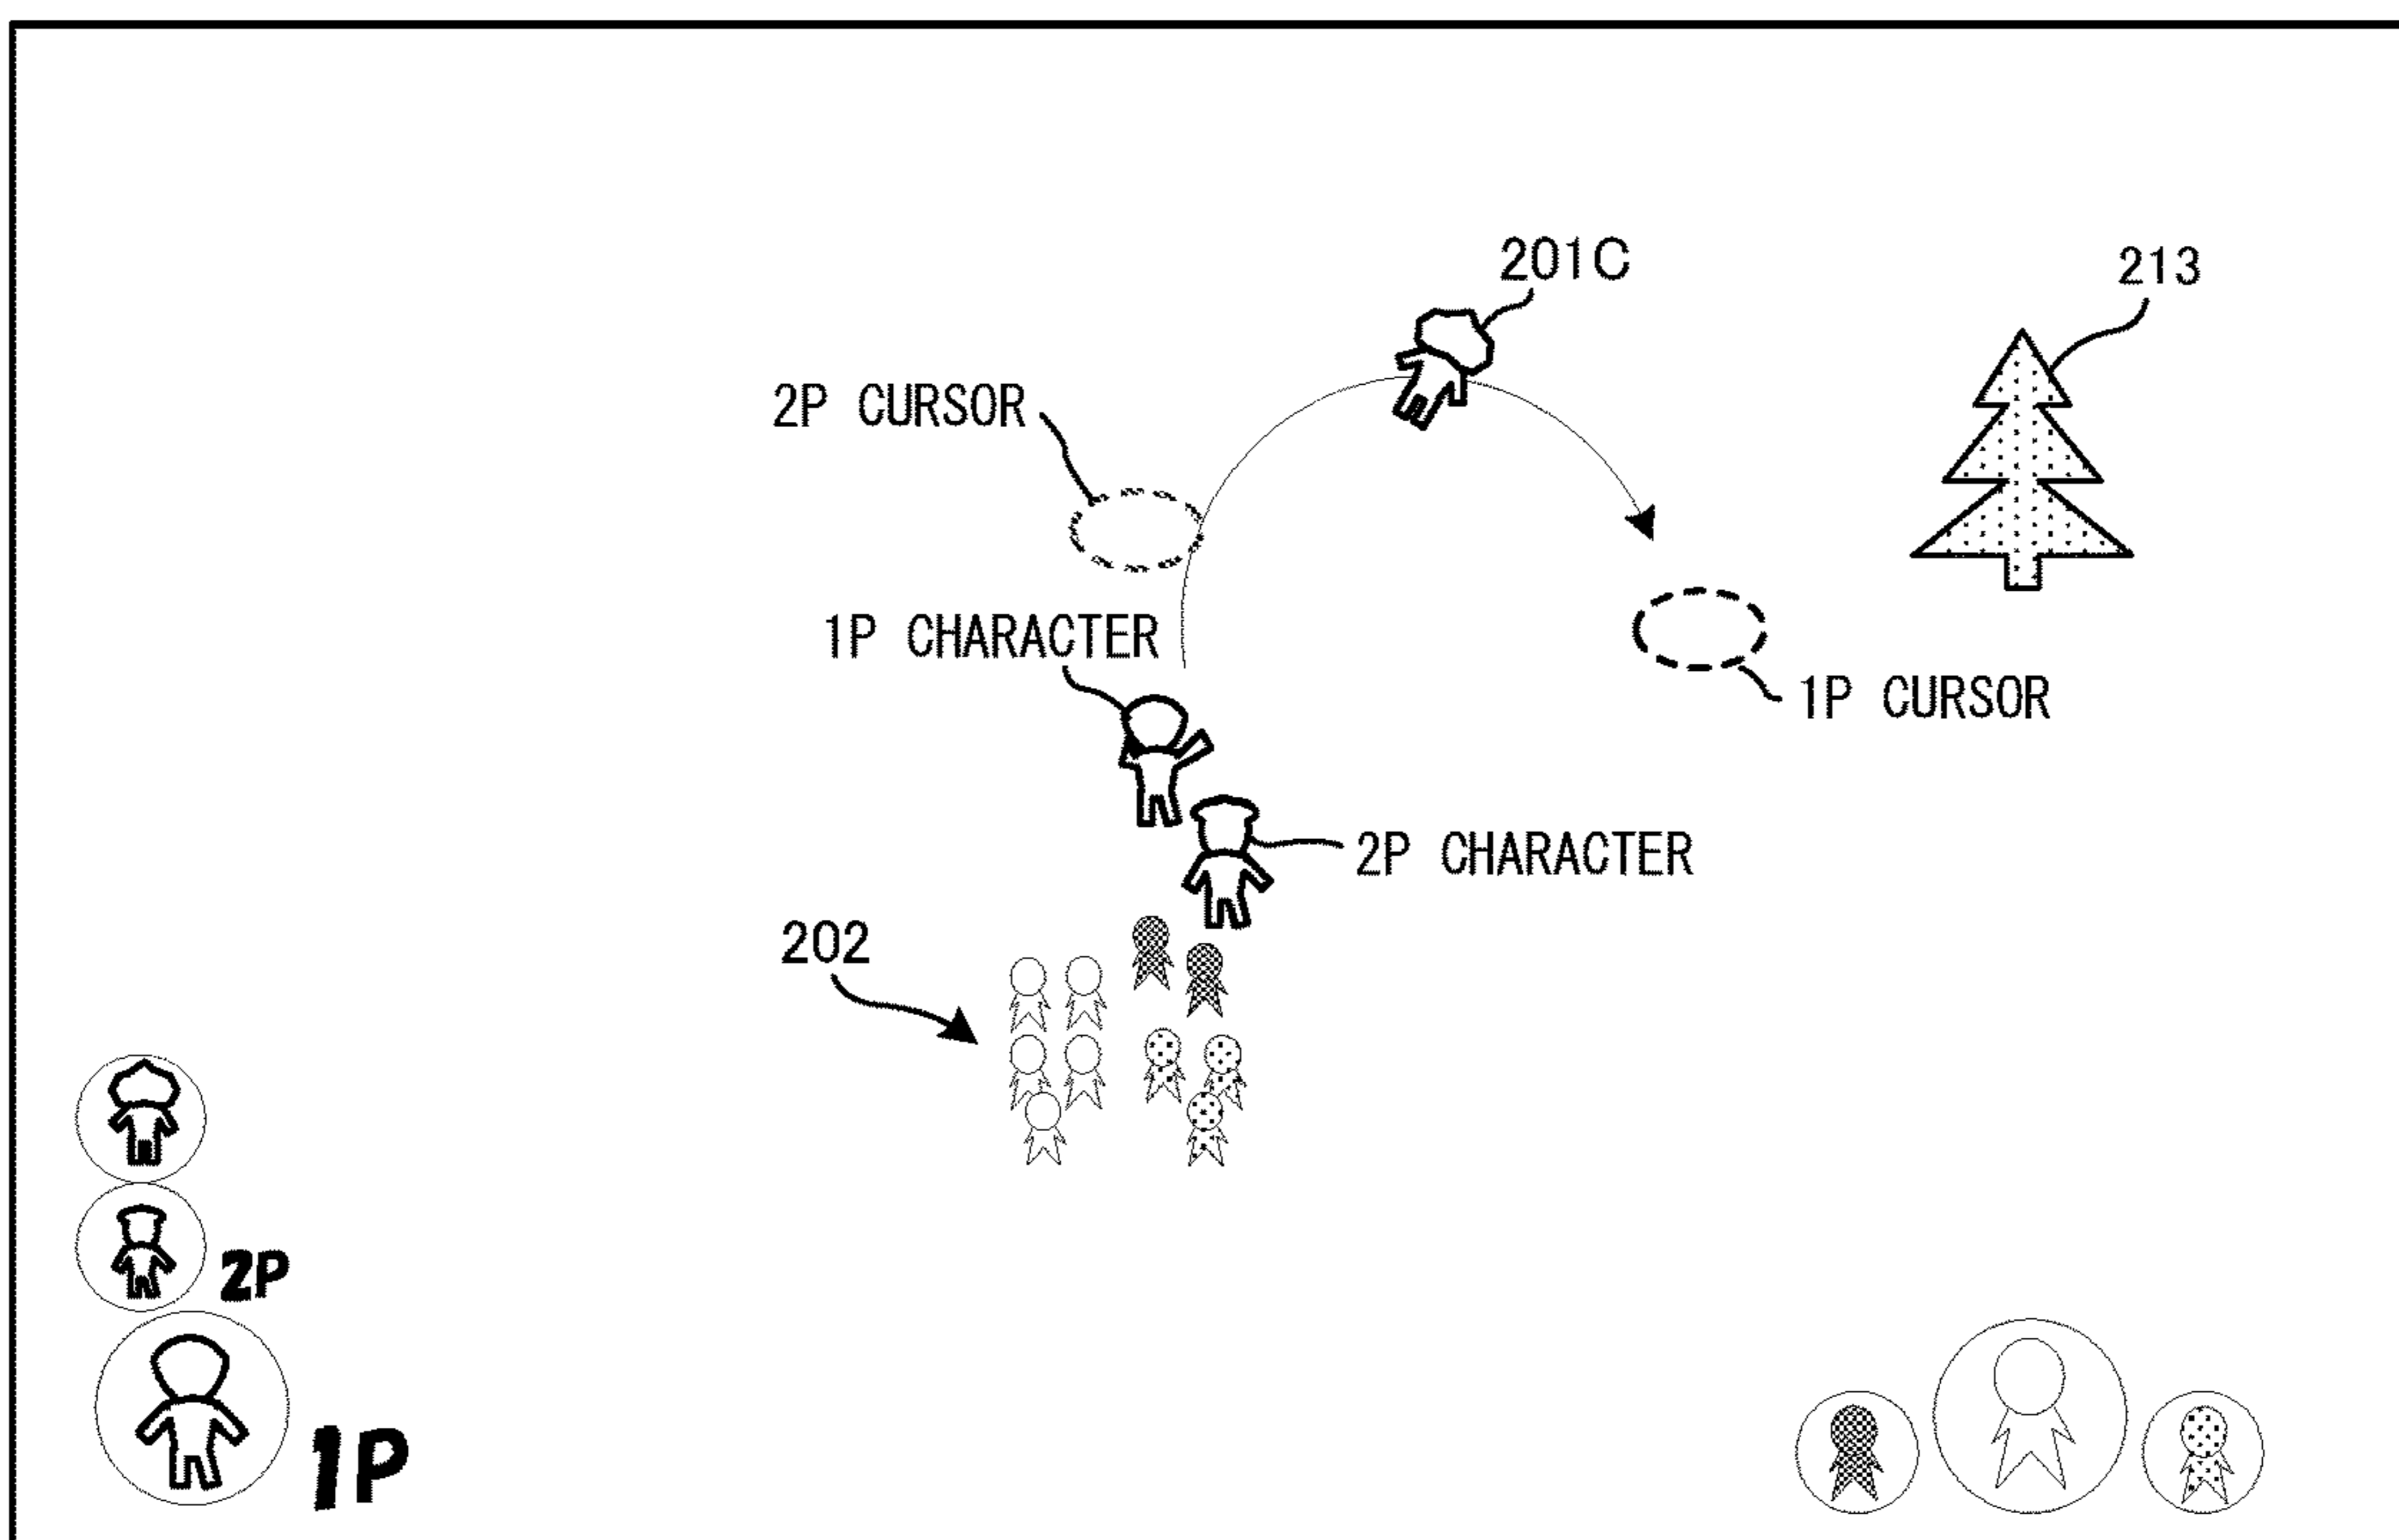 201C
213
2P CURSOR
1P CHARACTER
1P CURSOR
2P CHARACTER
202
2P
1P